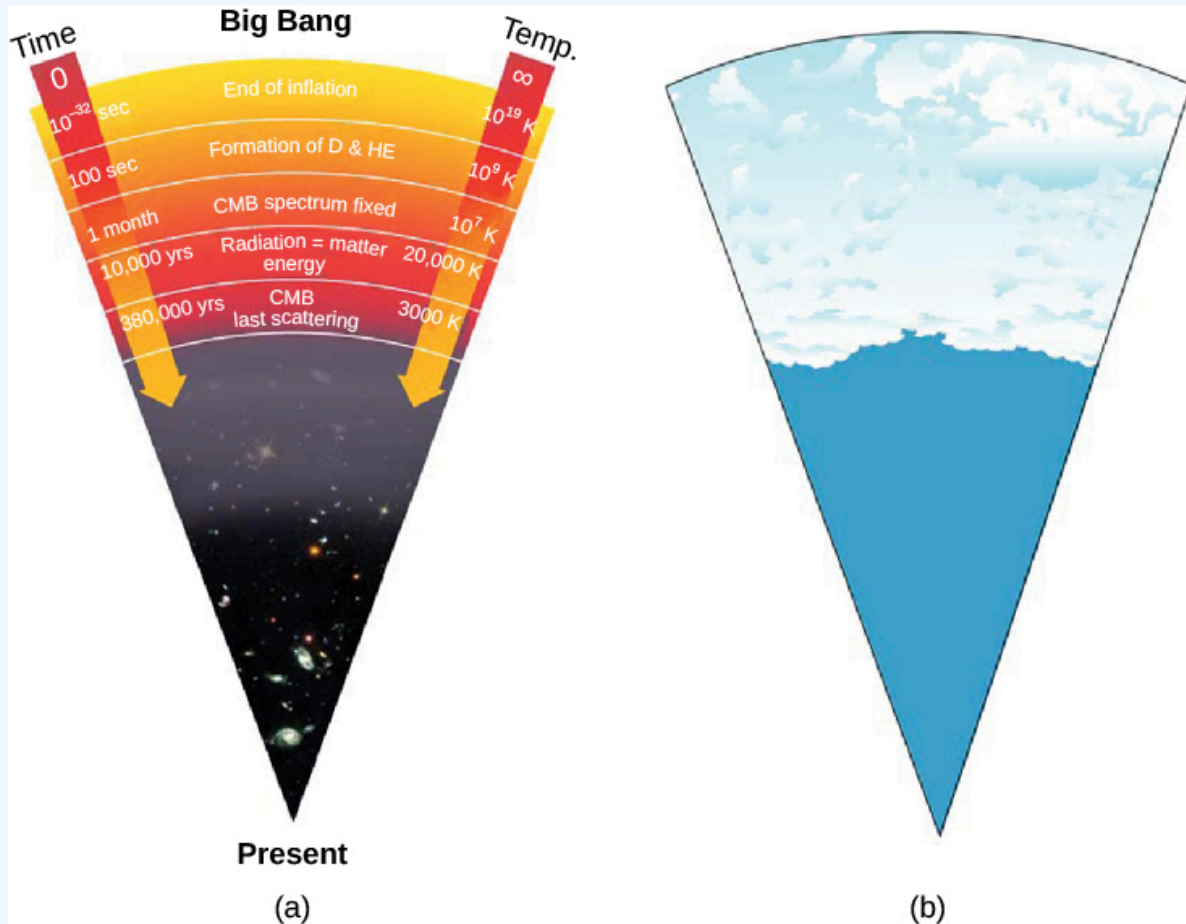 Big Bang
Time
Temp.
0
∞
10⁻³² sec
End of inflation
10¹⁹ K
100 sec
Formation of D & HE
10⁹ K
1 month
CMB spectrum fixed
10⁷ K
10,000 yrs
Radiation = matter
energy
20,000 K
380,000 yrs
CMB
last scattering
3000 K
Present
(a)
(b)